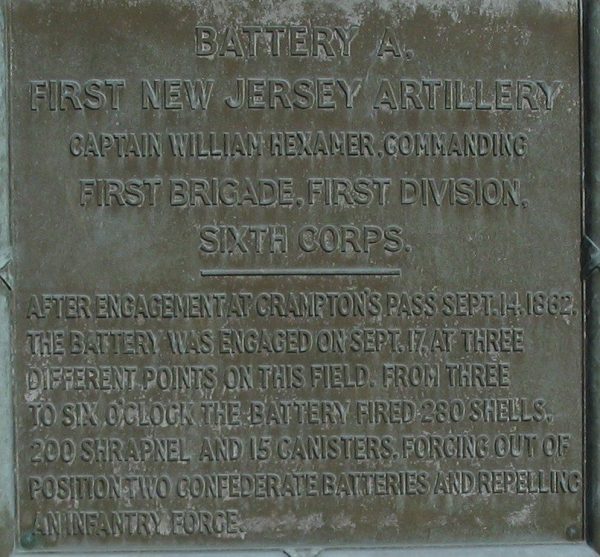 BATTERY A,
FIRST NEW JERSEY ARTILLERY
CAPTAIN WILLIAM HEXAMER, COMMANDING
FIRST BRIGADE, FIRST DIVISION,
SIXTH CORPS.
AFTER ENGAGEMENT AT CRAMPTON'S PASS SEPT. 14, 1862,
THE BATTERY WAS ENGAGED ON SEPT. 17, AT THREE
DIFFERENT POINTS ON THIS FIELD. FROM THREE
TO SIX O'CLOCK THE BATTERY FIRED 280 SHELLS,
200 SHRAPNEL AND 15 CANISTERS, FORCING OUT OF
POSITION TWO CONFEDERATE BATTERIES AND REPELLING
AN INFANTRY FORCE.